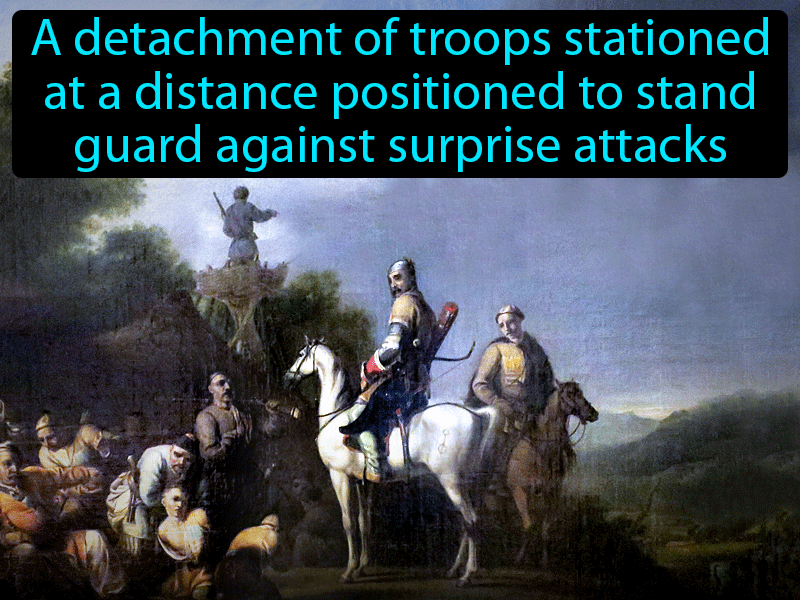 A detachment of troops stationed
at a distance positioned to stand
guard against surprise attacks